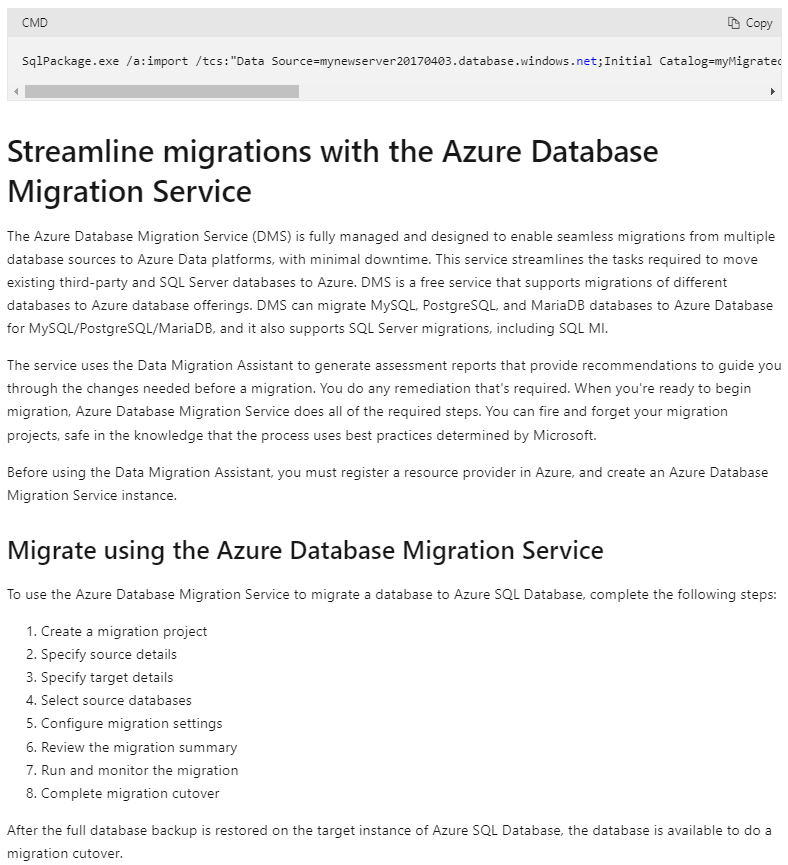 CMD
Copy
SqlPackage.exe /a:import /tcs:"Data Source=mynewserver20170403.database.windows.net;Initial Catalog=myMigrated
Streamline migrations with the Azure Database
Migration Service
The Azure Database Migration Service (DMS) is fully managed and designed to enable seamless migrations from multiple
database sources to Azure Data platforms, with minimal downtime. This service streamlines the tasks required to move
existing third-party and SQL Server databases to Azure. DMS is a free service that supports migrations of different
databases to Azure database offerings. DMS can migrate MySQL, PostgreSQL, and MariaDB databases to Azure Database
for MySQL/PostgreSQL/MariaDB, and it also supports SQL Server migrations, including SQL MI.
The service uses the Data Migration Assistant to generate assessment reports that provide recommendations to guide you
through the changes needed before a migration. You do any remediation that's required. When you're ready to begin
migration, Azure Database Migration Service does all of the required steps. You can fire and forget your migration
projects, safe in the knowledge that the process uses best practices determined by Microsoft.
Before using the Data Migration Assistant, you must register a resource provider in Azure, and create an Azure Database
Migration Service instance.
Migrate using the Azure Database Migration Service
To use the Azure Database Migration Service to migrate a database to Azure SQL Database, complete the following steps:
1. Create a migration project
2. Specify source details
3. Specify target details
4. Select source databases
5. Configure migration settings
6. Review the migration summary
7. Run and monitor the migration
8. Complete migration cutover
After the full database backup is restored on the target instance of Azure SQL Database, the database is available to do a
migration cutover.